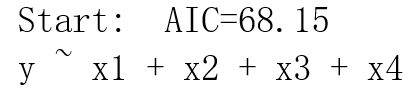 Start:  AIC=68.15
y ~ x1 + x2 + x3 + x4